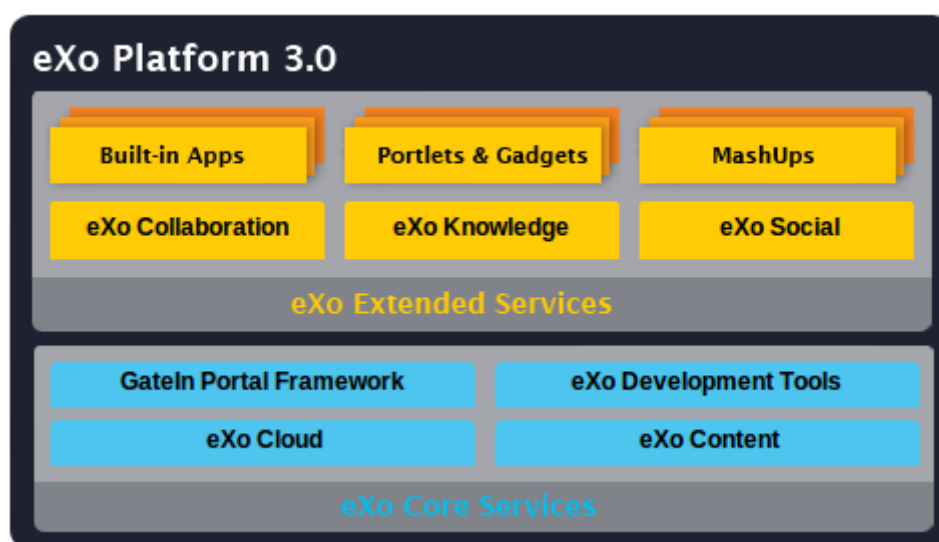 eXo Platform 3.0
Built-in Apps
Portlets & Gadgets
MashUps
eXo Collaboration
eXo Knowledge
eXo Social
eXo Extended Services
GateIn Portal Framework
eXo Development Tools
eXo Cloud
eXo Content
eXo Core Services